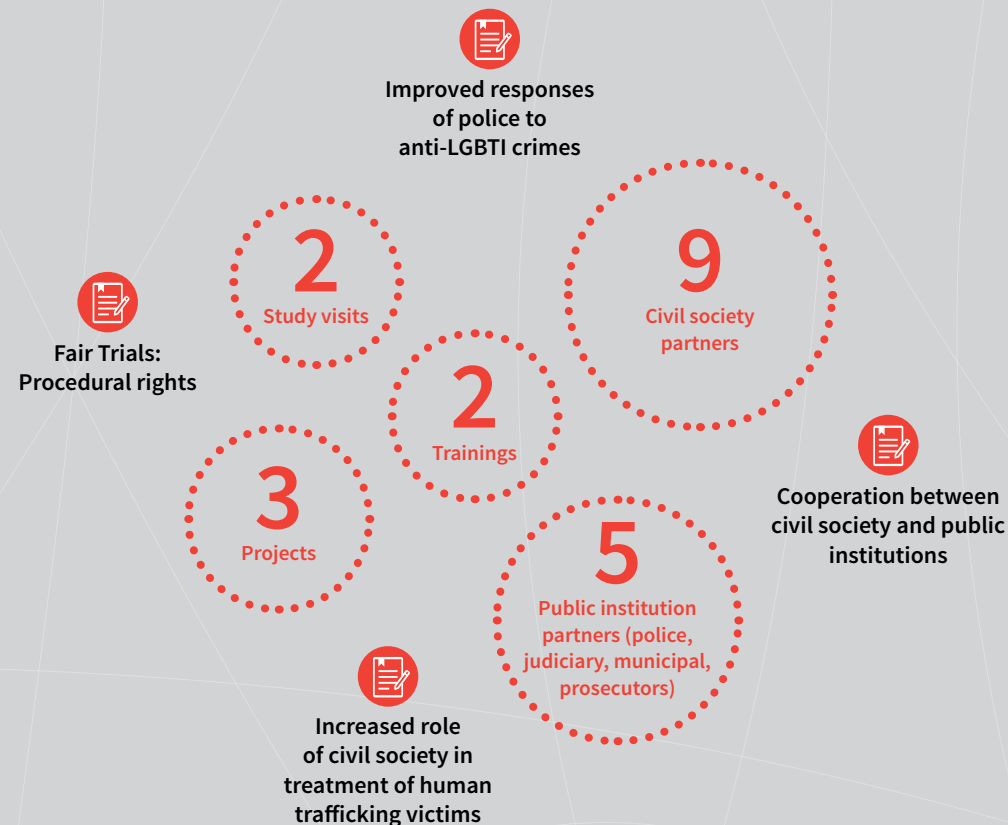 Improved responses
of police to
anti-LGBTI crimes
2
Study visits
9
Civil society
partners
Fair Trials:
Procedural rights
2
Trainings
3
Projects
Cooperation between
civil society and public
institutions
5
Public institution
partners (police,
judiciary, municipal,
prosecutors)
Increased role
of civil society in
treatment of human
trafficking victims